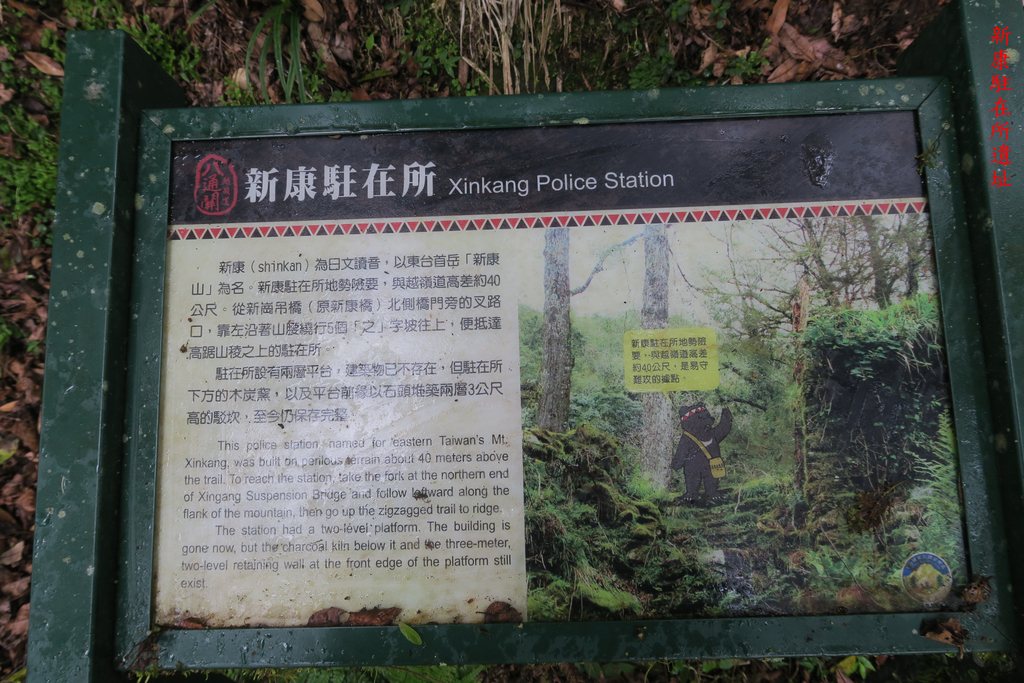 八通關
越嶺道
新康駐在所 Xinkang Police Station
新康駐在所遺址
新康（shinkan）為日文讀音，以東台首岳「新康
山」為名。新康駐在所地勢險要，與越嶺道高差約40
公尺。從新崗吊橋（原新康橋）北側橋門旁的叉路
口，靠左沿著山腹繞行5個「之」字坡往上，便抵達
高踞山稜之上的駐在所。
駐在所設有兩層平台，建築物已不存在，但駐在所
下方的木炭窯，以及平台前緣以石頭堆築兩層3公尺
高的駁坎，至今仍保存完整。
This police station, named for eastern Taiwan's Mt.
Xinkang, was built on perilous terrain about 40 meters above
the trail. To reach the station, take the fork at the northern end
of Xingang Suspension Bridge and follow leftward along the
flank of the mountain, then go up the zigzagged trail to ridge.
The station had a two-level platform. The building is
gone now, but the charcoal kiln below it and the three-meter,
two-level retaining wall at the front edge of the platform still
exist.
新康駐在所地勢險
要，與越嶺道高差
約40公尺，是易守
難攻的據點。